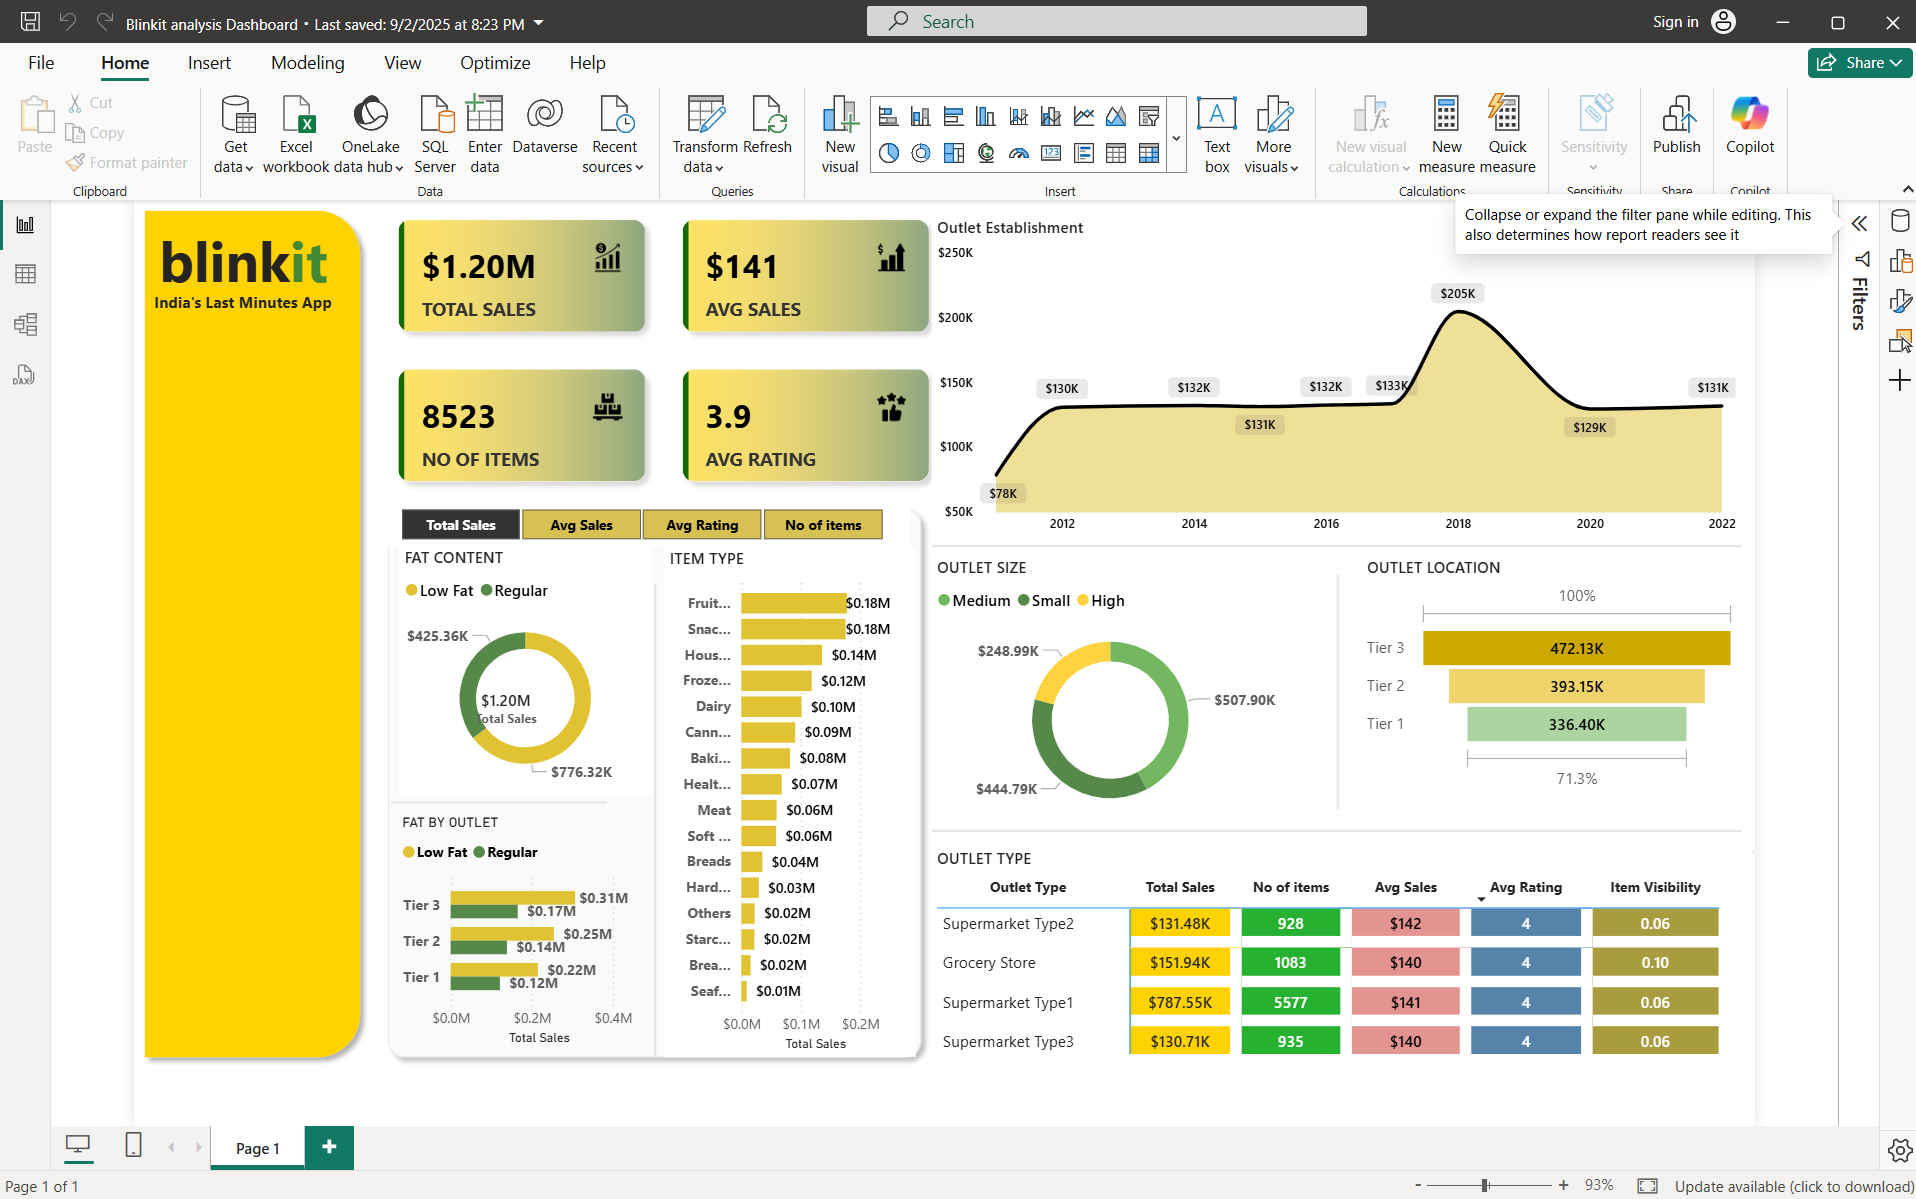 Blinkit analysis Dashboard • Last saved: 9/2/2025 at 8:23 PM
Search
Sign in
File
Home
Insert
Modeling
View
Optimize
Help
Share
Paste
Cut
Copy
Format painter
Clipboard
Get data
Excel workbook
OneLake data hub
SQL Server
Enter data
Dataverse
Recent sources
Data
Transform data
Refresh
Queries
New visual
123
Text box
A
More visuals
Insert
New visual calculation
New measure
Quick measure
Calculations
Sensitivity
Sensitivity
Publish
Share
Copilot
Copilot
Collapse or expand the filter pane while editing. This
also determines how report readers see it
Filters
DAX
blinkit
India's Last Minutes App
$1.20M
TOTAL SALES
$141
AVG SALES
8523
NO OF ITEMS
3.9
AVG RATING
Outlet Establishment
$250K
$200K
$150K
$100K
$50K
$78K
$130K
$132K
$131K
$132K
$133K
$205K
$129K
$131K
2012
2014
2016
2018
2020
2022
Total Sales
Avg Sales
Avg Rating
No of items
FAT CONTENT
Low Fat
Regular
$425.36K
$1.20M
Total Sales
$776.32K
FAT BY OUTLET
Low Fat
Regular
Tier 3
$0.31M
$0.17M
Tier 2
$0.25M
$0.14M
Tier 1
$0.22M
$0.12M
$0.0M
$0.2M
$0.4M
Total Sales
ITEM TYPE
Fruit... $0.18M
Snac... $0.18M
Hous... $0.14M
Froze... $0.12M
Dairy $0.10M
Cann... $0.09M
Baki... $0.08M
Healt... $0.07M
Meat $0.06M
Soft ... $0.06M
Breads $0.04M
Hard... $0.03M
Others $0.02M
Starc... $0.02M
Brea... $0.02M
Seaf... $0.01M
$0.0M
$0.1M
$0.2M
Total Sales
OUTLET SIZE
Medium
Small
High
$248.99K
$507.90K
$444.79K
OUTLET LOCATION
100%
Tier 3 472.13K
Tier 2 393.15K
Tier 1 336.40K
71.3%
OUTLET TYPE
Outlet Type Total Sales No of items Avg Sales Avg Rating Item Visibility
Supermarket Type2 $131.48K 928 $142 4 0.06
Grocery Store $151.94K 1083 $140 4 0.10
Supermarket Type1 $787.55K 5577 $141 4 0.06
Supermarket Type3 $130.71K 935 $140 4 0.06
Page 1
+
Page 1 of 1
- + 93%
Update available (click to download)